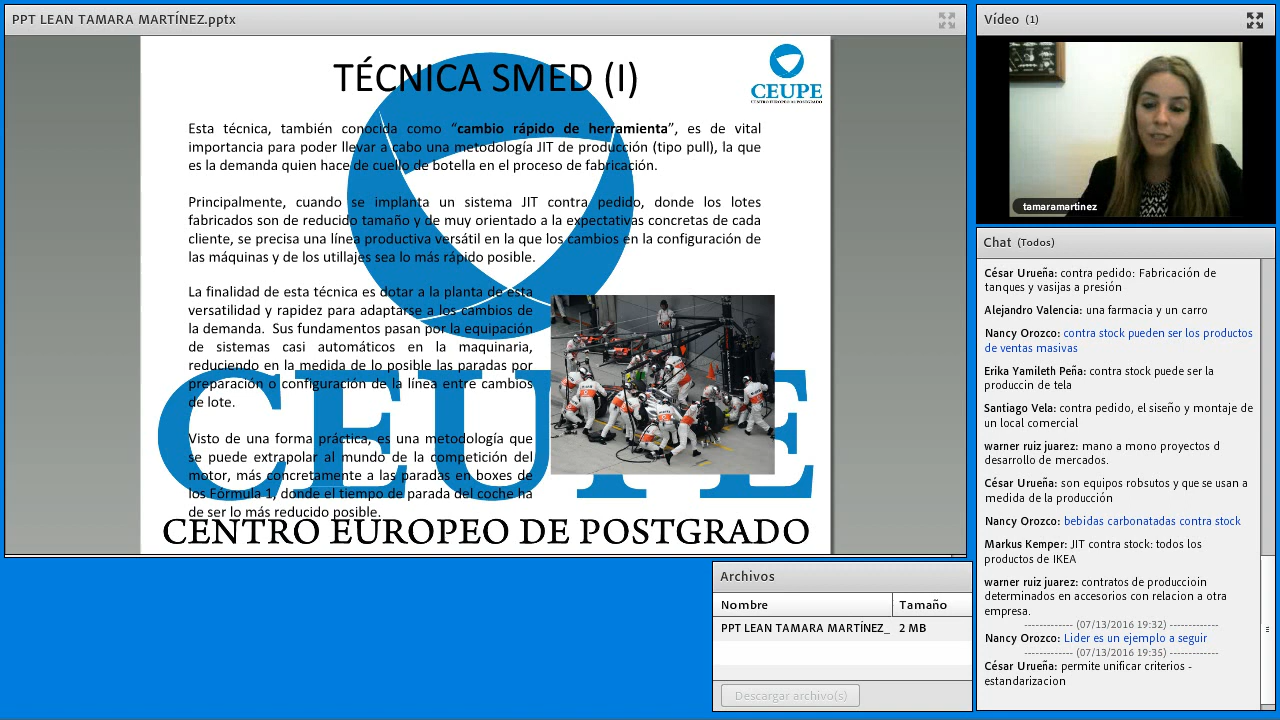 PPT LEAN TAMARA MARTÍNEZ.pptx
TÉCNICA SMED (I)
CEUPE
CENTRO EUROPEO DE POSTGRADO
Esta técnica, también conocida como “cambio rápido de herramienta”, es de vital
importancia para poder llevar a cabo una metodología JIT de producción (tipo pull), la que
es la demanda quien hace de cuello de botella en el proceso de fabricación.
Principalmente, cuando se implanta un sistema JIT contra pedido, donde los lotes
fabricados son de reducido tamaño y de muy orientado a la expectativas concretas de cada
cliente, se precisa una línea productiva versátil en la que los cambios en la configuración de
las máquinas y de los utillajes sea lo más rápido posible.
La finalidad de esta técnica es dotar a la planta de esta
versatilidad y rapidez para adaptarse a los cambios de
la demanda. Sus fundamentos pasan por la equipación
de sistemas casi automáticos en la maquinaria,
reduciendo en la medida de lo posible las paradas por
preparación o configuración de la línea entre cambios
de lote.
Visto de una forma práctica, es una metodología que
se puede extrapolar al mundo de la competición del
motor, más concretamente a las paradas en boxes de
los Fórmula 1, donde el tiempo de parada del coche ha
de ser lo más reducido posible.
CEUPE
CENTRO EUROPEO DE POSTGRADO
Vídeo (1)
tamaramartinez
Chat (Todos)
César Urueña: contra pedido: Fabricación de
tanques y vasijas a presión
Alejandro Valencia: una farmacia y un carro
Nancy Orozco: contra stock pueden ser los productos
de ventas masivas
Erika Yamileth Peña: contra stock puede ser la
produccin de tela
Santiago Vela: contra pedido, el siseño y montaje de
un local comercial
warner ruiz juarez: mano a mono proyectos d
desarrollo de mercados.
César Urueña: son equipos robsutos y que se usan a
medida de la producción
Nancy Orozco: bebidas carbonatadas contra stock
Markus Kemper: JIT contra stock: todos los
productos de IKEA
warner ruiz juarez: contratos de produccioin
determinados en accesorios con relacion a otra
empresa.
------------- (07/13/2016 19:32) -------------
Nancy Orozco: Lider es un ejemplo a seguir
------------- (07/13/2016 19:35) -------------
César Urueña: permite unificar criterios -
estandarizacion
Archivos
Nombre Tamaño
PPT LEAN TAMARA MARTÍNEZ_ 2 MB
Descargar archivo(s)